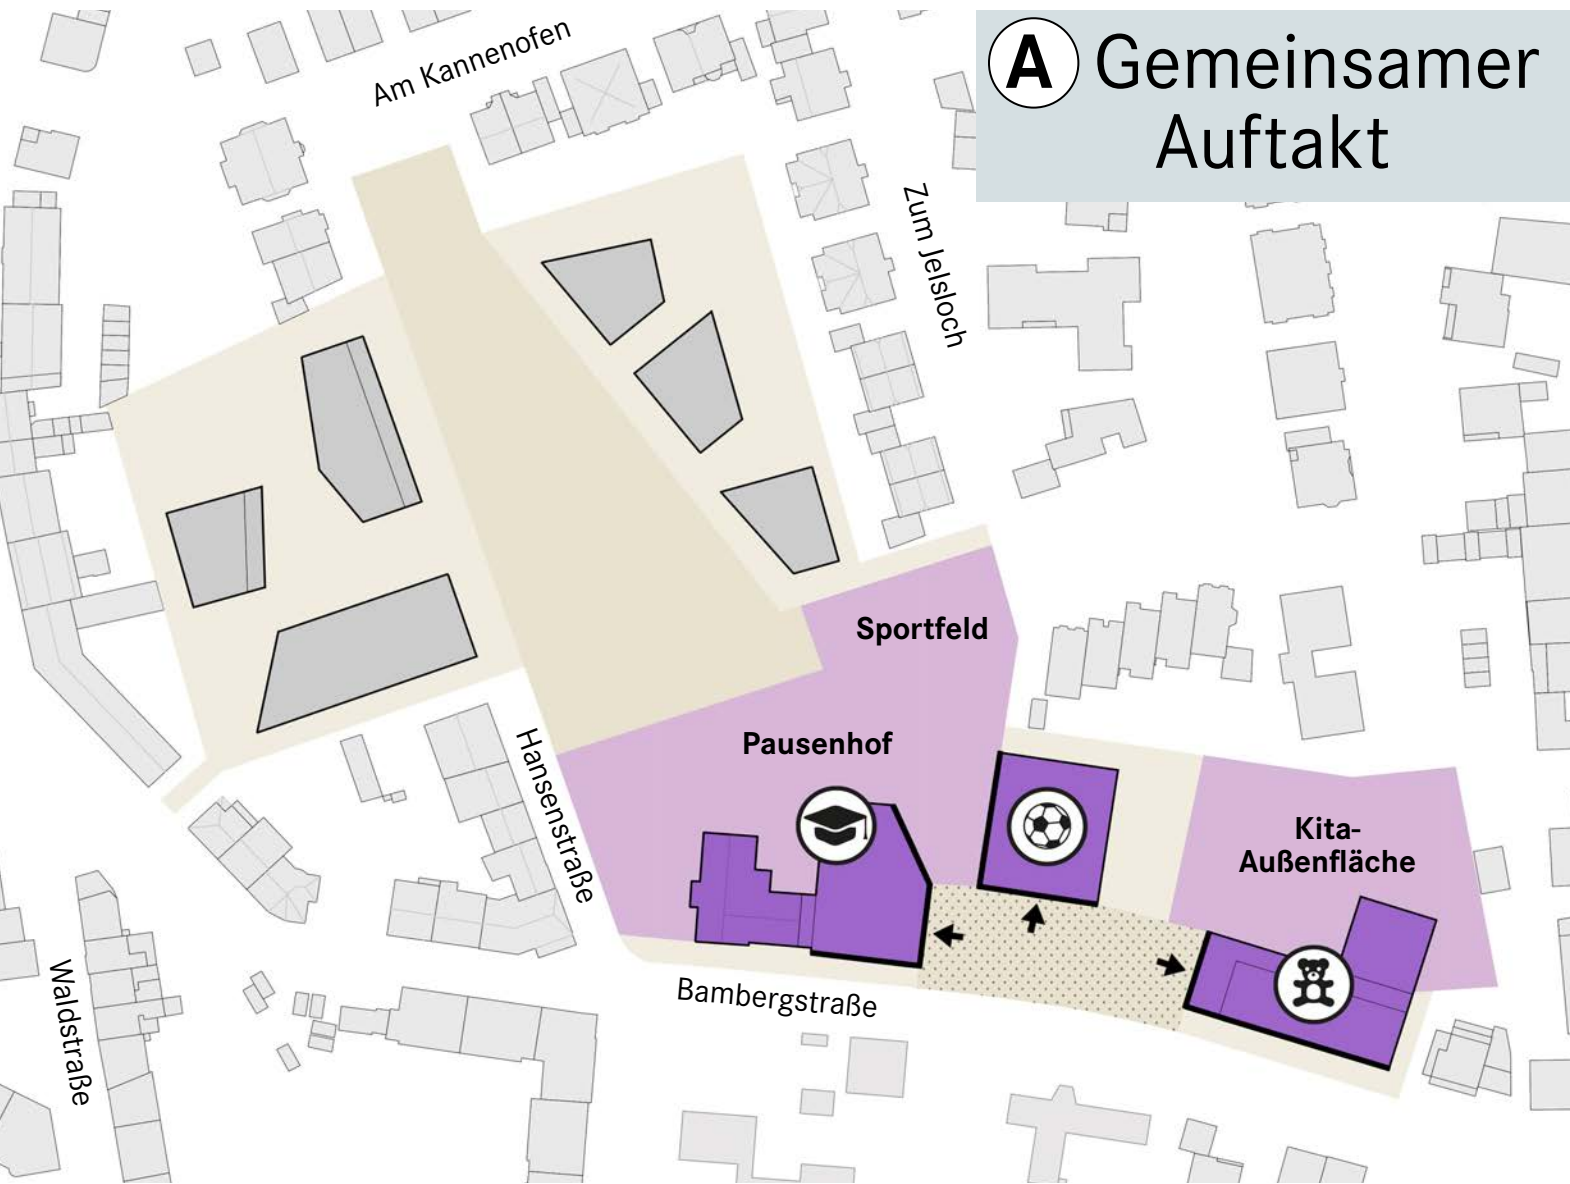 Am Kannenofen
A Gemeinsamer
Auftakt
Zum Jelsloch
Sportfeld
Pausenhof
Hansenstraße
Kita-
Außenfläche
Waldstraße
Bambergstraße